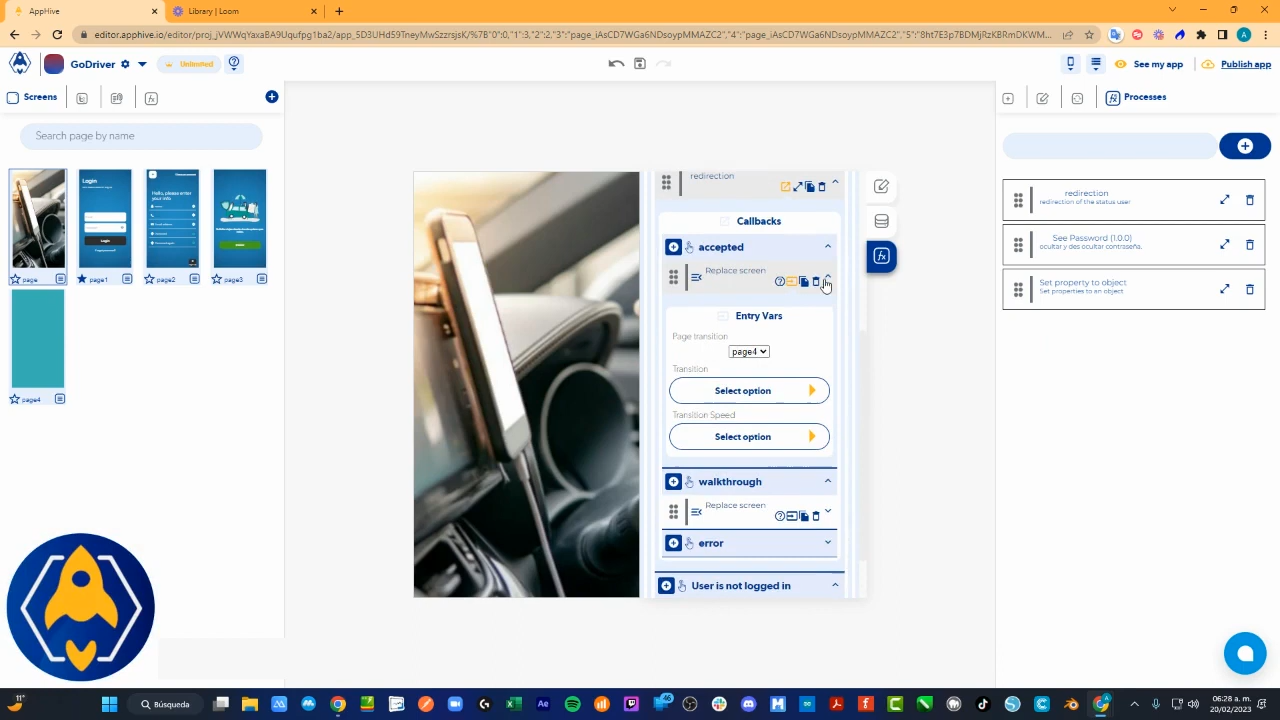 AppHive
Library | Loom
editor.apphive.io/editor/proj_jVWWqYaxaBA9Uqufpg1ba2/app_5D3UHd59TneyMwSzzrsjsK/%7B"0":0,"1":3,"2":2,"3":"page_iAsCD7WGa6NDsoypMMAZC2","4":"page_iAsCD7WGa6NDsoypMMAZC2","5":"8ht7E3p7BDMjRzKBRmDKWM...
GoDriver
Unlimited
See my app
Publish app
Screens
Processes
Search page by name
redirection
redirection of the status user
See Password (1.0.0)
ocultar y des ocultar contraseña.
Set property to object
Set properties to an object
page
page1
page2
page3
page4
Login
Login
Hello, please enter your info
redirection
Callbacks
accepted
Replace screen
Entry Vars
Page transition
page4
Transition
Select option
Transition Speed
Select option
walkthrough
Replace screen
error
User is not logged in
11°
Búsqueda
46
06:28 a. m.
20/02/2023